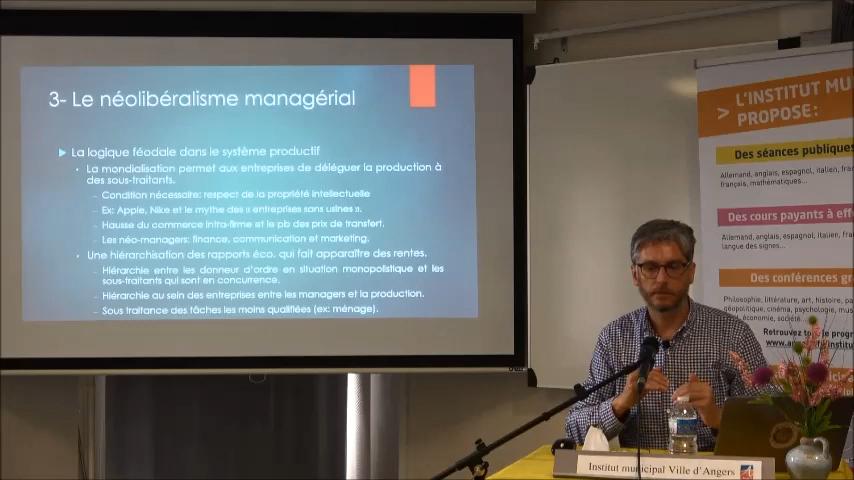 3- Le néolibéralisme managérial
La logique féodale dans le système productif
La mondialisation permet aux entreprises de déléguer la production à
des sous-traitants.
– Condition nécessaire: respect de la propriété intellectuelle
– Ex: Apple, Nike et le mythe des « entreprises sans usines ».
– Hausse du commerce intra-firme et le pb des prix de transfert.
– Les néo-managers: finance, communication et marketing.
Une hiérarchisation des rapports éco. qui fait apparaître des rentes.
– Hiérarchie entre les donneur d'ordre en situation monopolistique et les
sous-traitants qui sont en concurrence.
– Hiérarchie au sein des entreprises entre les managers et la production.
– Sous traitance des tâches les moins qualifiées (ex: ménage).
> L'INSTITUT MU
PROPOSE :
Des séances publiques
Allemand, anglais, espagnol, italien, fra
français, mathématiques...
Des cours payants à eff
Allemand, anglais, espagnol, italien, fr
langue des signes...
Des conférences gra
Philosophie, littérature, art, histoire, pa
géopolitique, cinéma, psychologie, mus
économie, société
Retrouvez to le progr
www.
Institut municipal Ville d'Angers